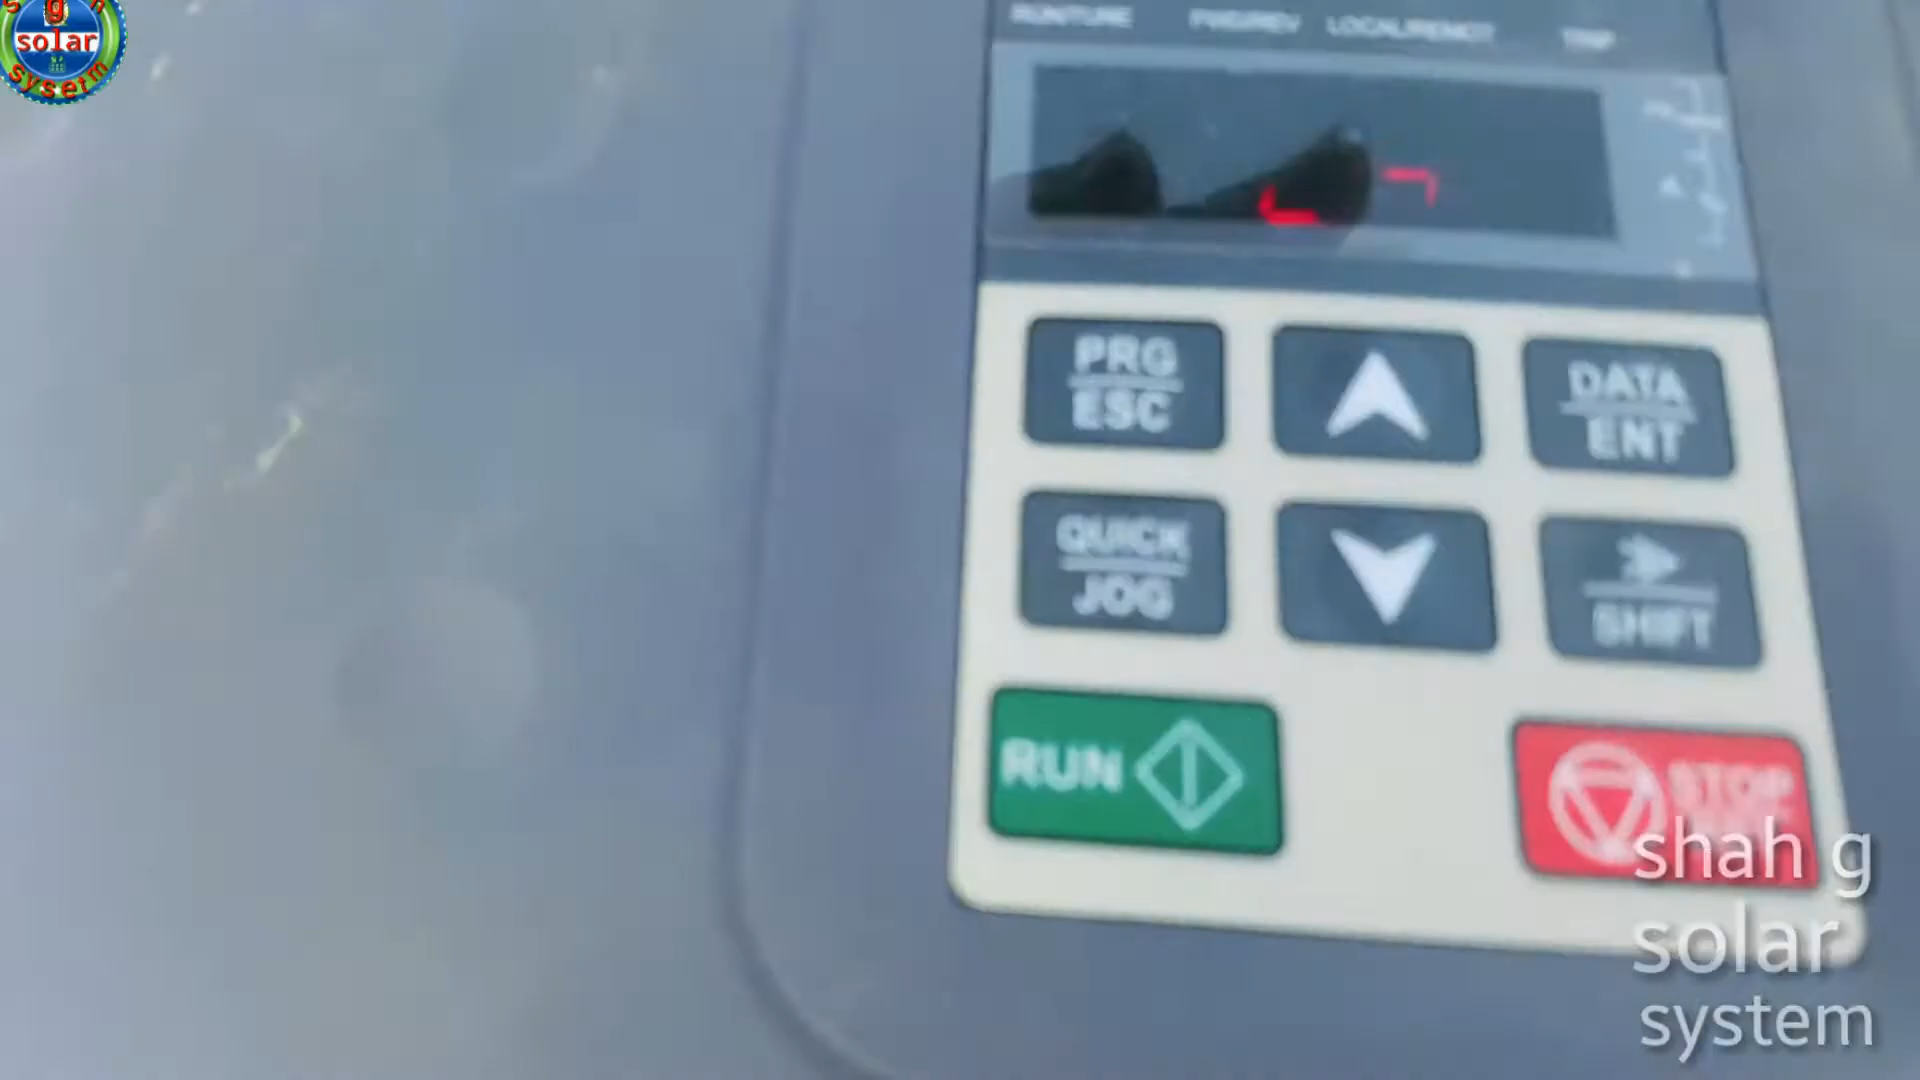 s g h
solar
sysetm
RUN/TUNE FWD/REV LOCAL/REMOT TRIP
PRG
ESC
DATA
ENT
QUICK
JOG
SHIFT
RUN
STOP
shah g
solar
system